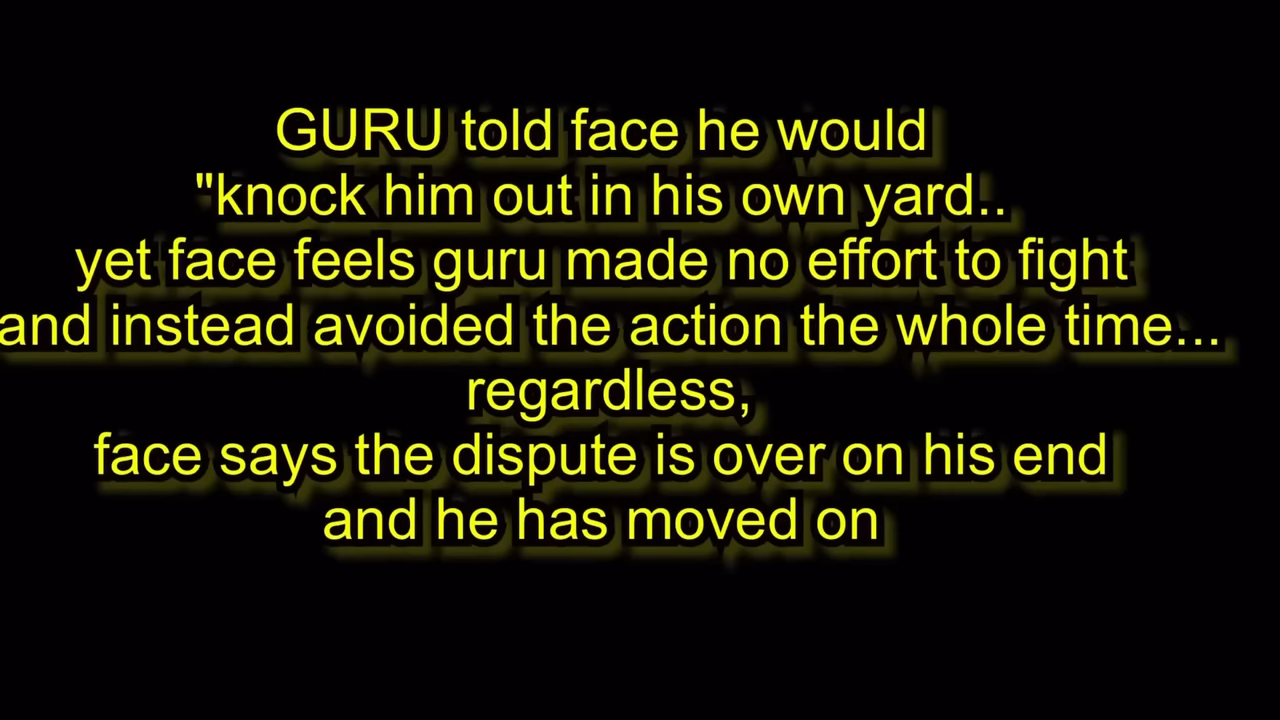 GURU told face he would
"knock him out in his own yard..
yet face feels guru made no effort to fight
and instead avoided the action the whole time...
regardless,
face says the dispute is over on his end
and he has moved on